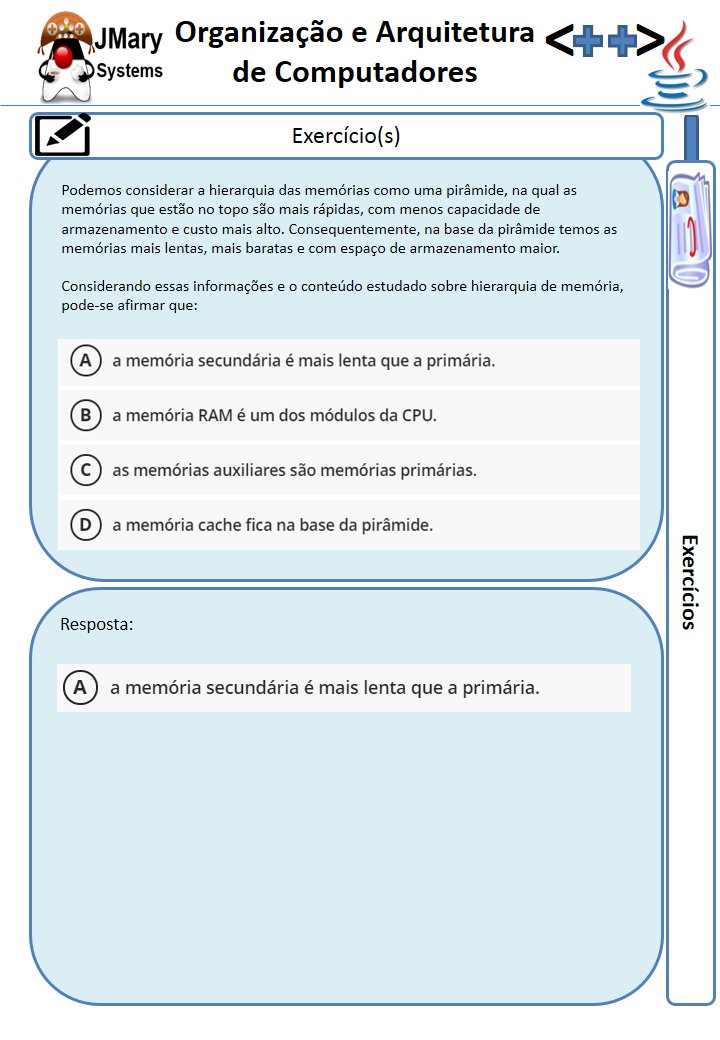 JMary
Systems
Organização e Arquitetura
de Computadores
<++>
Exercício(s)
Podemos considerar a hierarquia das memórias como uma pirâmide, na qual as
memórias que estão no topo são mais rápidas, com menos capacidade de
armazenamento e custo mais alto. Consequentemente, na base da pirâmide temos as
memórias mais lentas, mais baratas e com espaço de armazenamento maior.
Considerando essas informações e o conteúdo estudado sobre hierarquia de memória,
pode-se afirmar que:
A a memória secundária é mais lenta que a primária.
B a memória RAM é um dos módulos da CPU.
C as memórias auxiliares são memórias primárias.
D a memória cache fica na base da pirâmide.
Resposta:
A a memória secundária é mais lenta que a primária.
Exercícios